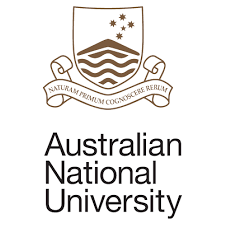 NATURAM PRIMUM COGNOSCERE RERUM
Australian
National
University